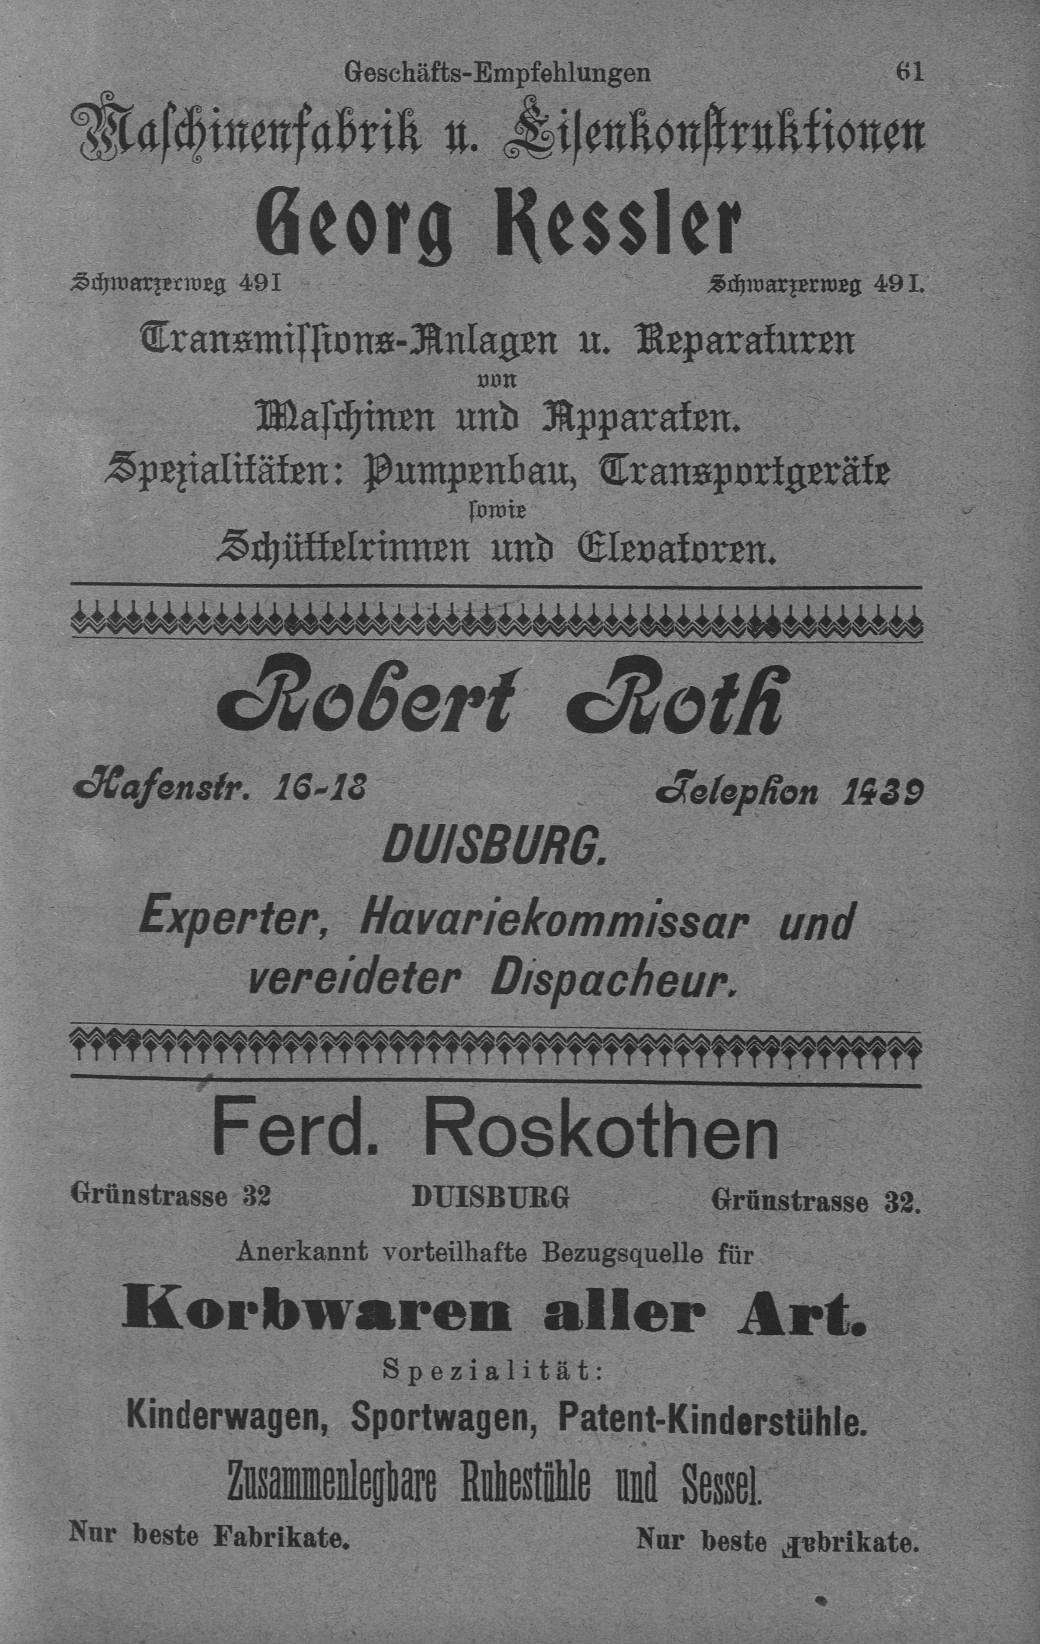 Geschäfts-Empfehlungen 61
Maſchinenfabrik u. Eiſenkonſtruktionen
Georg Kessler
Schwarzerweg 49I Schwarzerweg 49I.
Transmiſſions-Anlagen u. Reparaturen
von
Maſchinen und Apparaten.
Spezialitäten: Pumpenbau, Transportgeräte
ſowie
Schüttelrinnen und Elevatoren.
Robert Roth
Hafenstr. 16-18 Telephon 1439
DUISBURG.
Experter, Havariekommissar und
vereideter Dispacheur.
Ferd. Roskothen
Grünstrasse 32 DUISBURG Grünstrasse 32.
Anerkannt vorteilhafte Bezugsquelle für
Korbwaren aller Art.
Spezialität:
Kinderwagen, Sportwagen, Patent-Kinderstühle.
Zusammenlegbare Ruhestühle und Sessel.
Nur beste Fabrikate. Nur beste Fabrikate.